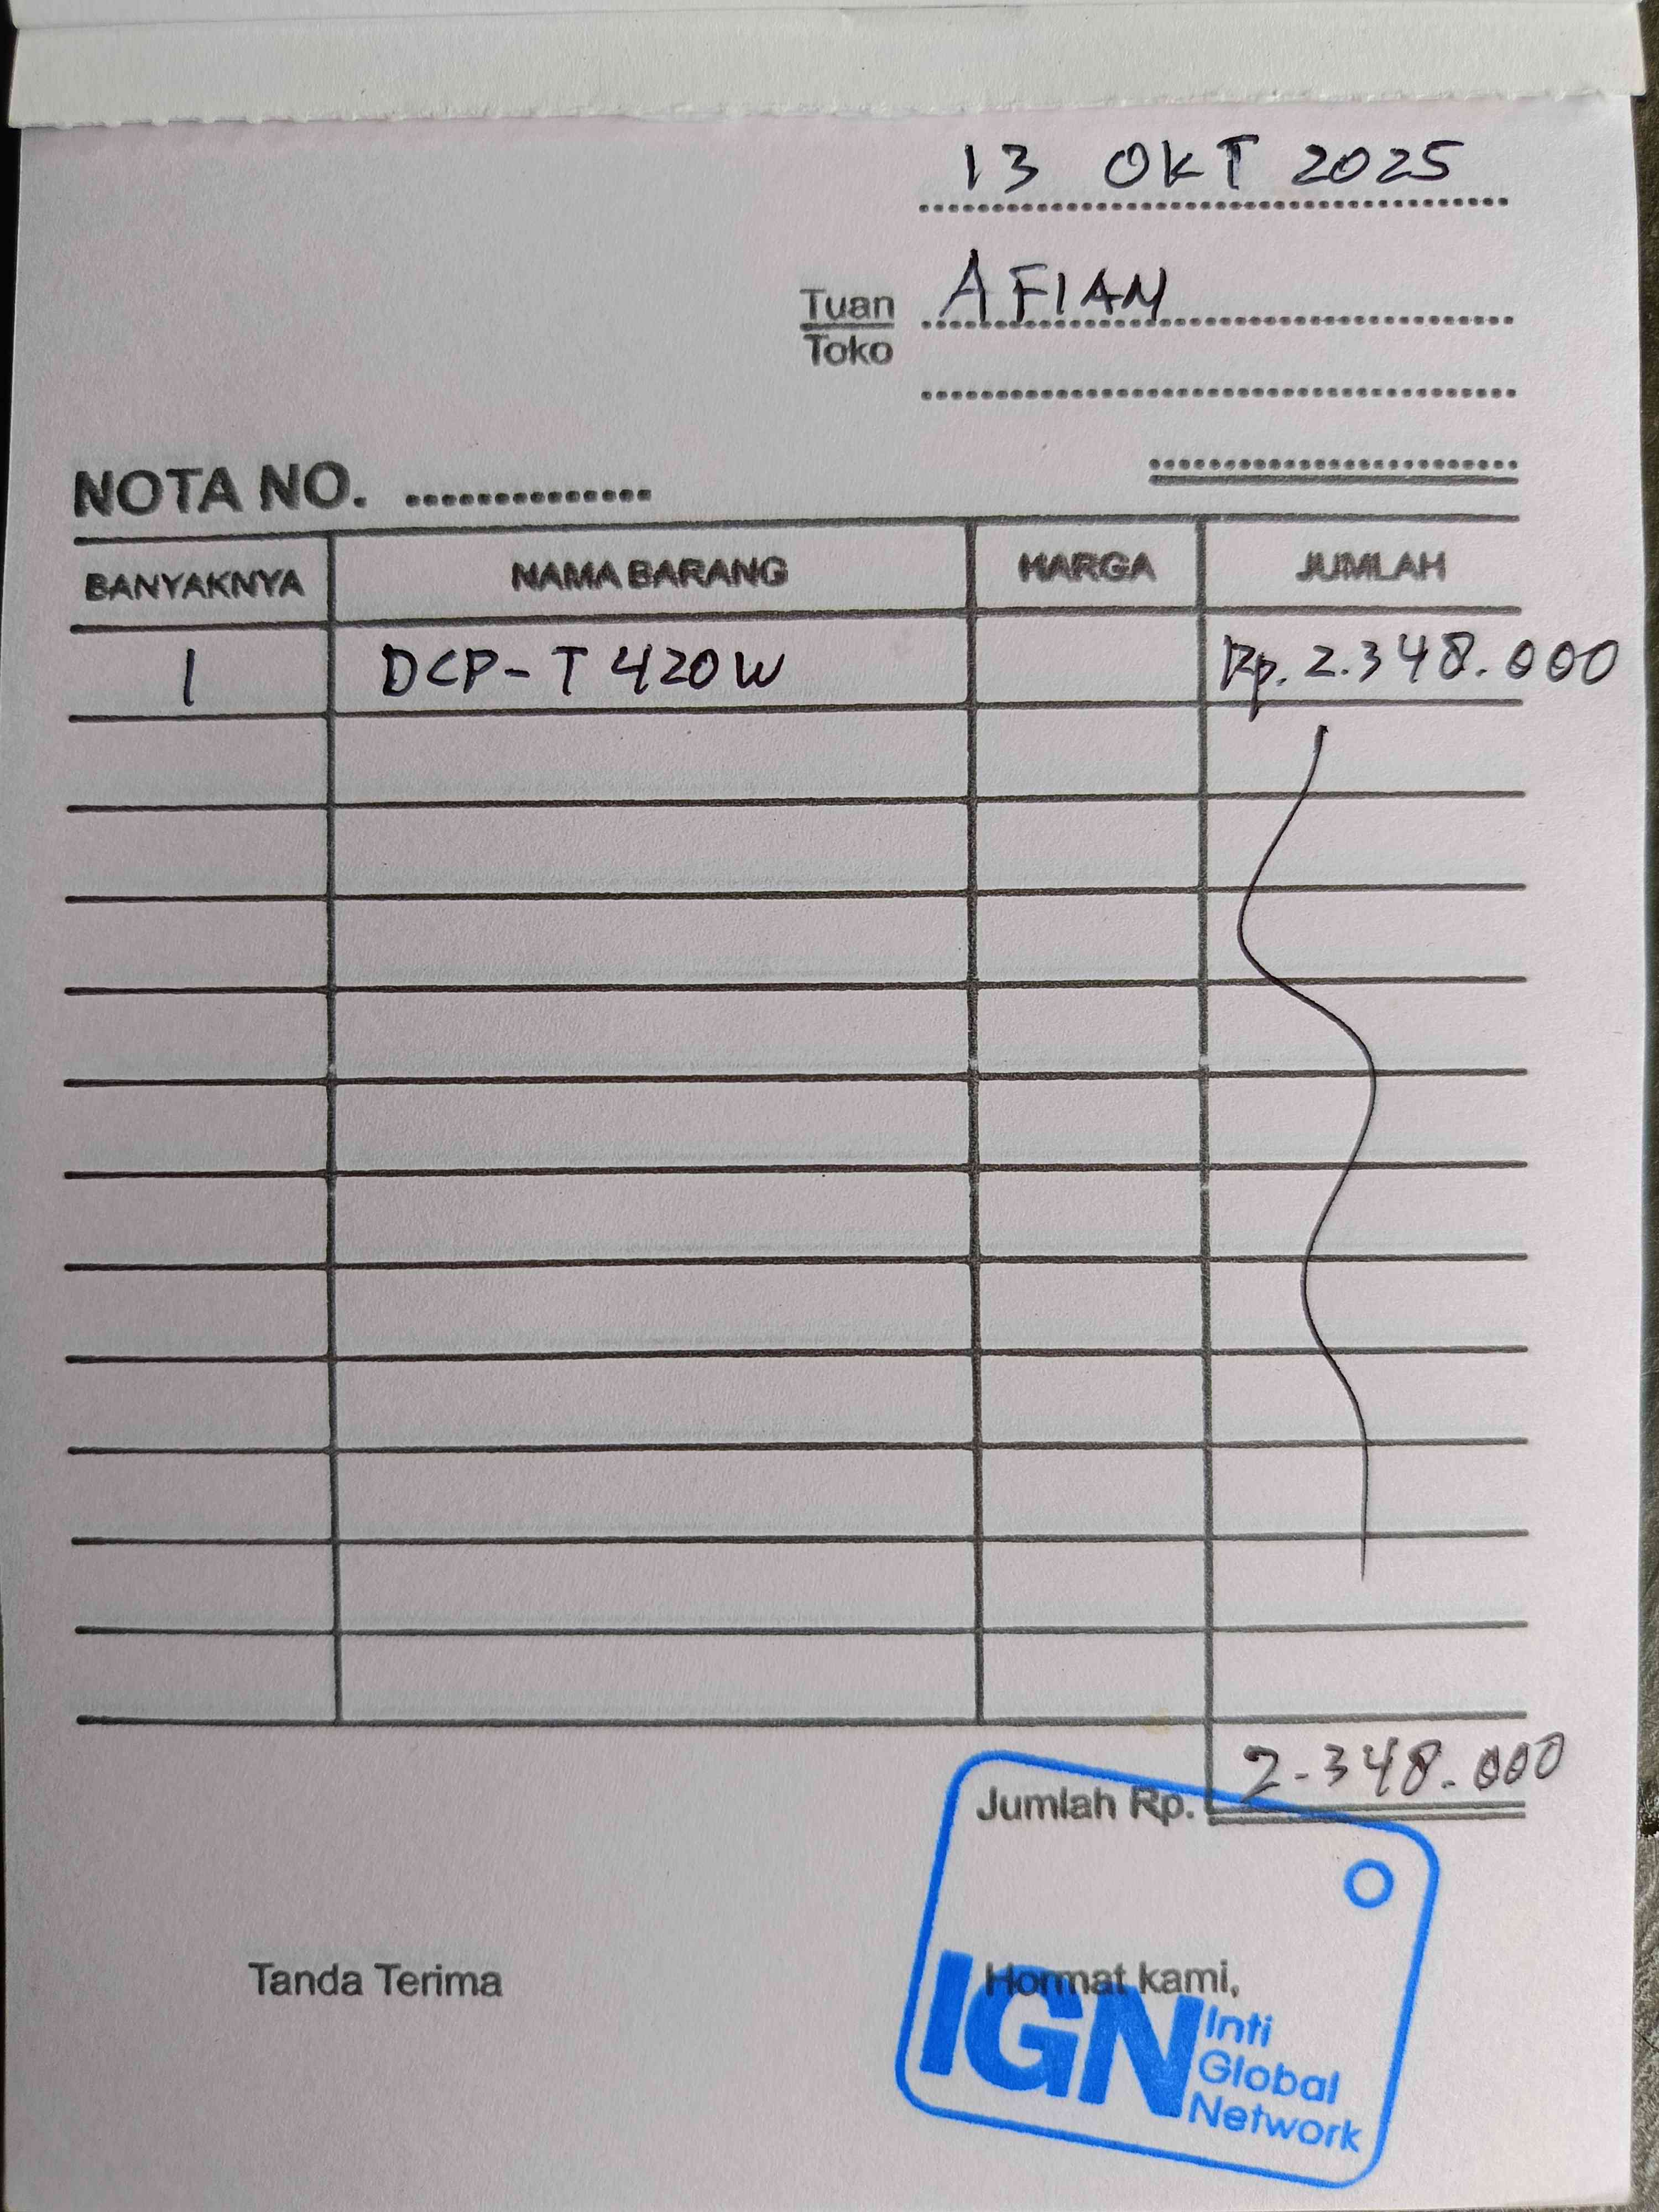 13 OKT 2025
Tuan AFIAN
Toko
NOTA NO.
BANYAKNYA NAMA BARANG HARGA JUMLAH
1 DCP-T420W Rp. 2.348.000
Jumlah Rp. 2.348.000
Tanda Terima Hormat kami,
IGN Inti
Global
Network